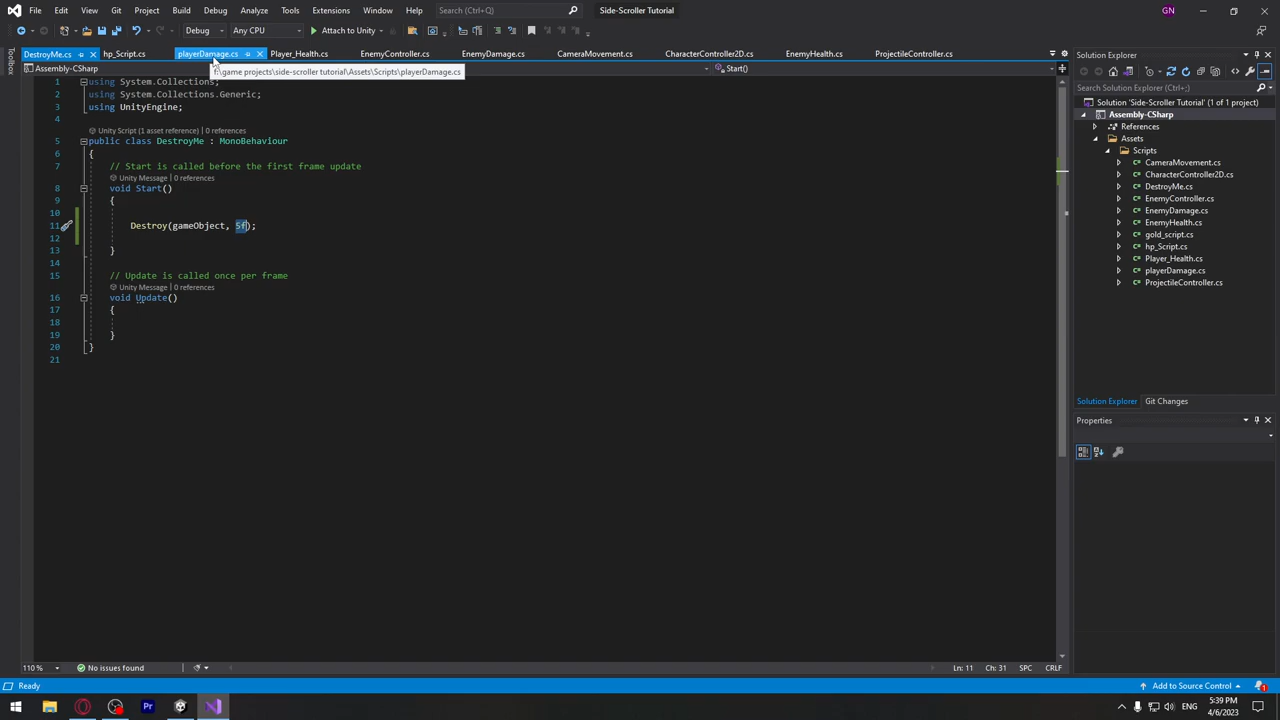 File Edit View Git Project Build Debug Test Analyze Tools Extensions Window Help Search (Ctrl+Q) Side-Scroller Tutorial GN
Debug Any CPU Attach to Unity
DestroyMe.cs hp_Script.cs playerDamage.cs Player_Health.cs EnemyController.cs EnemyDamage.cs CameraMovement.cs CharacterController2D.cs EnemyHealth.cs ProjectileController.cs
Toolbox
Assembly-CSharp
f:\game projects\side-scroller tutorial\Assets\Scripts\playerDamage.cs
Start()
1 using System.Collections;
2 using System.Collections.Generic;
3 using UnityEngine;
4
Unity Script (1 asset reference) | 0 references
5 public class DestroyMe : MonoBehaviour
6 {
7 // Start is called before the first frame update
Unity Message | 0 references
8 void Start()
9 {
10
11 Destroy(gameObject, 5f);
12
13 }
14
15 // Update is called once per frame
Unity Message | 0 references
16 void Update()
17 {
18
19 }
20 }
21
110 % No issues found Ln: 11 Ch: 31 SPC CRLF
Solution Explorer
Search Solution Explorer (Ctrl+;)
Solution 'Side-Scroller Tutorial' (1 of 1 project)
Assembly-CSharp
References
Assets
Scripts
CameraMovement.cs
CharacterController2D.cs
DestroyMe.cs
EnemyController.cs
EnemyDamage.cs
EnemyHealth.cs
gold_script.cs
hp_Script.cs
Player_Health.cs
playerDamage.cs
ProjectileController.cs
Solution Explorer Git Changes
Properties
Ready Add to Source Control 1
ENG 5:39 PM
4/6/2023